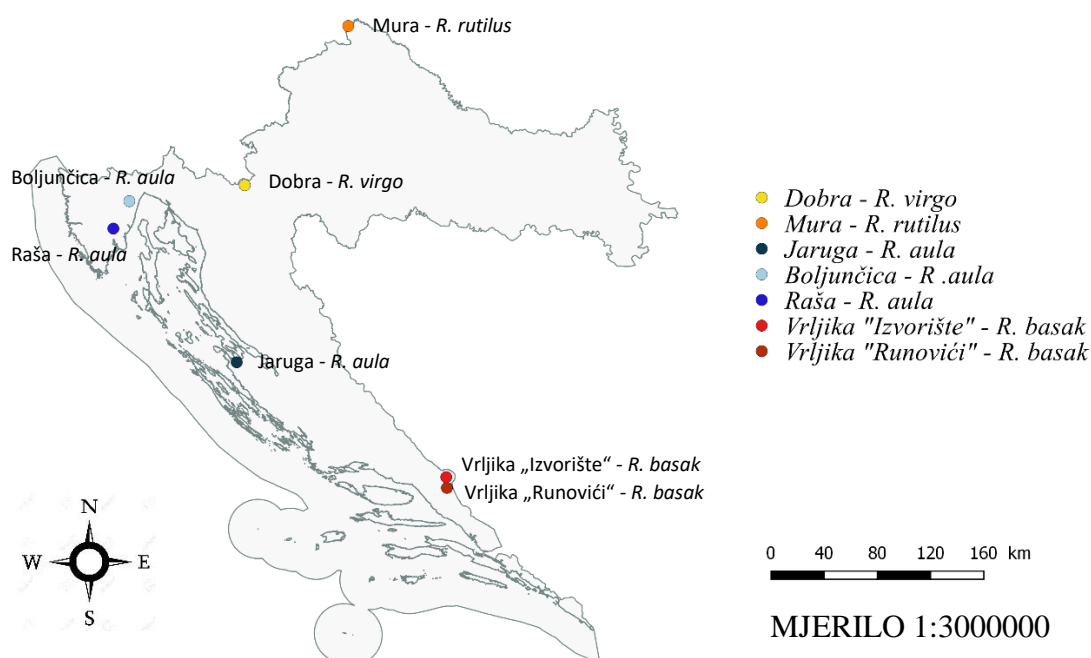 Mura - R. rutilus
Boljunčica - R. aula
Dobra - R. virgo
Raša - R. aula
Jaruga - R. aula
Vrljika „Izvorište“ - R. basak
Vrljika „Runovići“ - R. basak
Dobra - R. virgo
Mura - R. rutilus
Jaruga - R. aula
Boljunčica - R .aula
Raša - R. aula
Vrljika "Izvorište" - R. basak
Vrljika "Runovići" - R. basak
N
W E
S
0 40 80 120 160 km
MJERILO 1:3000000